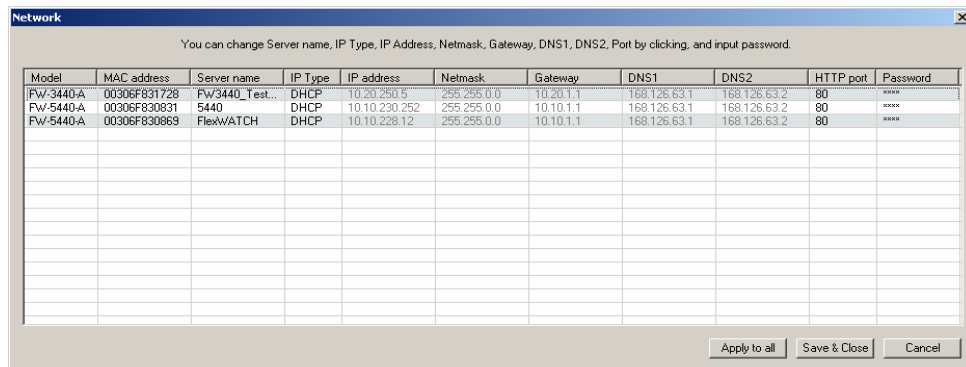 Network
You can change Server name, IP Type, IP Address, Netmask, Gateway, DNS1, DNS2, Port by clicking, and input password.
Model MAC address Server name IP Type IP address Netmask Gateway DNS1 DNS2 HTTP port Password
FW-3440-A 00306F831728 FW3440_Test... DHCP 10.20.250.5 255.255.0.0 10.20.1.1 168.126.63.1 168.126.63.2 80 ****
FW-5440-A 00306F830831 5440 DHCP 10.10.230.252 255.255.0.0 10.10.1.1 168.126.63.1 168.126.63.2 80 ****
FW-5440-A 00306F830869 FlexWATCH DHCP 10.10.228.12 255.255.0.0 10.10.1.1 168.126.63.1 168.126.63.2 80 ****
Apply to all Save & Close Cancel